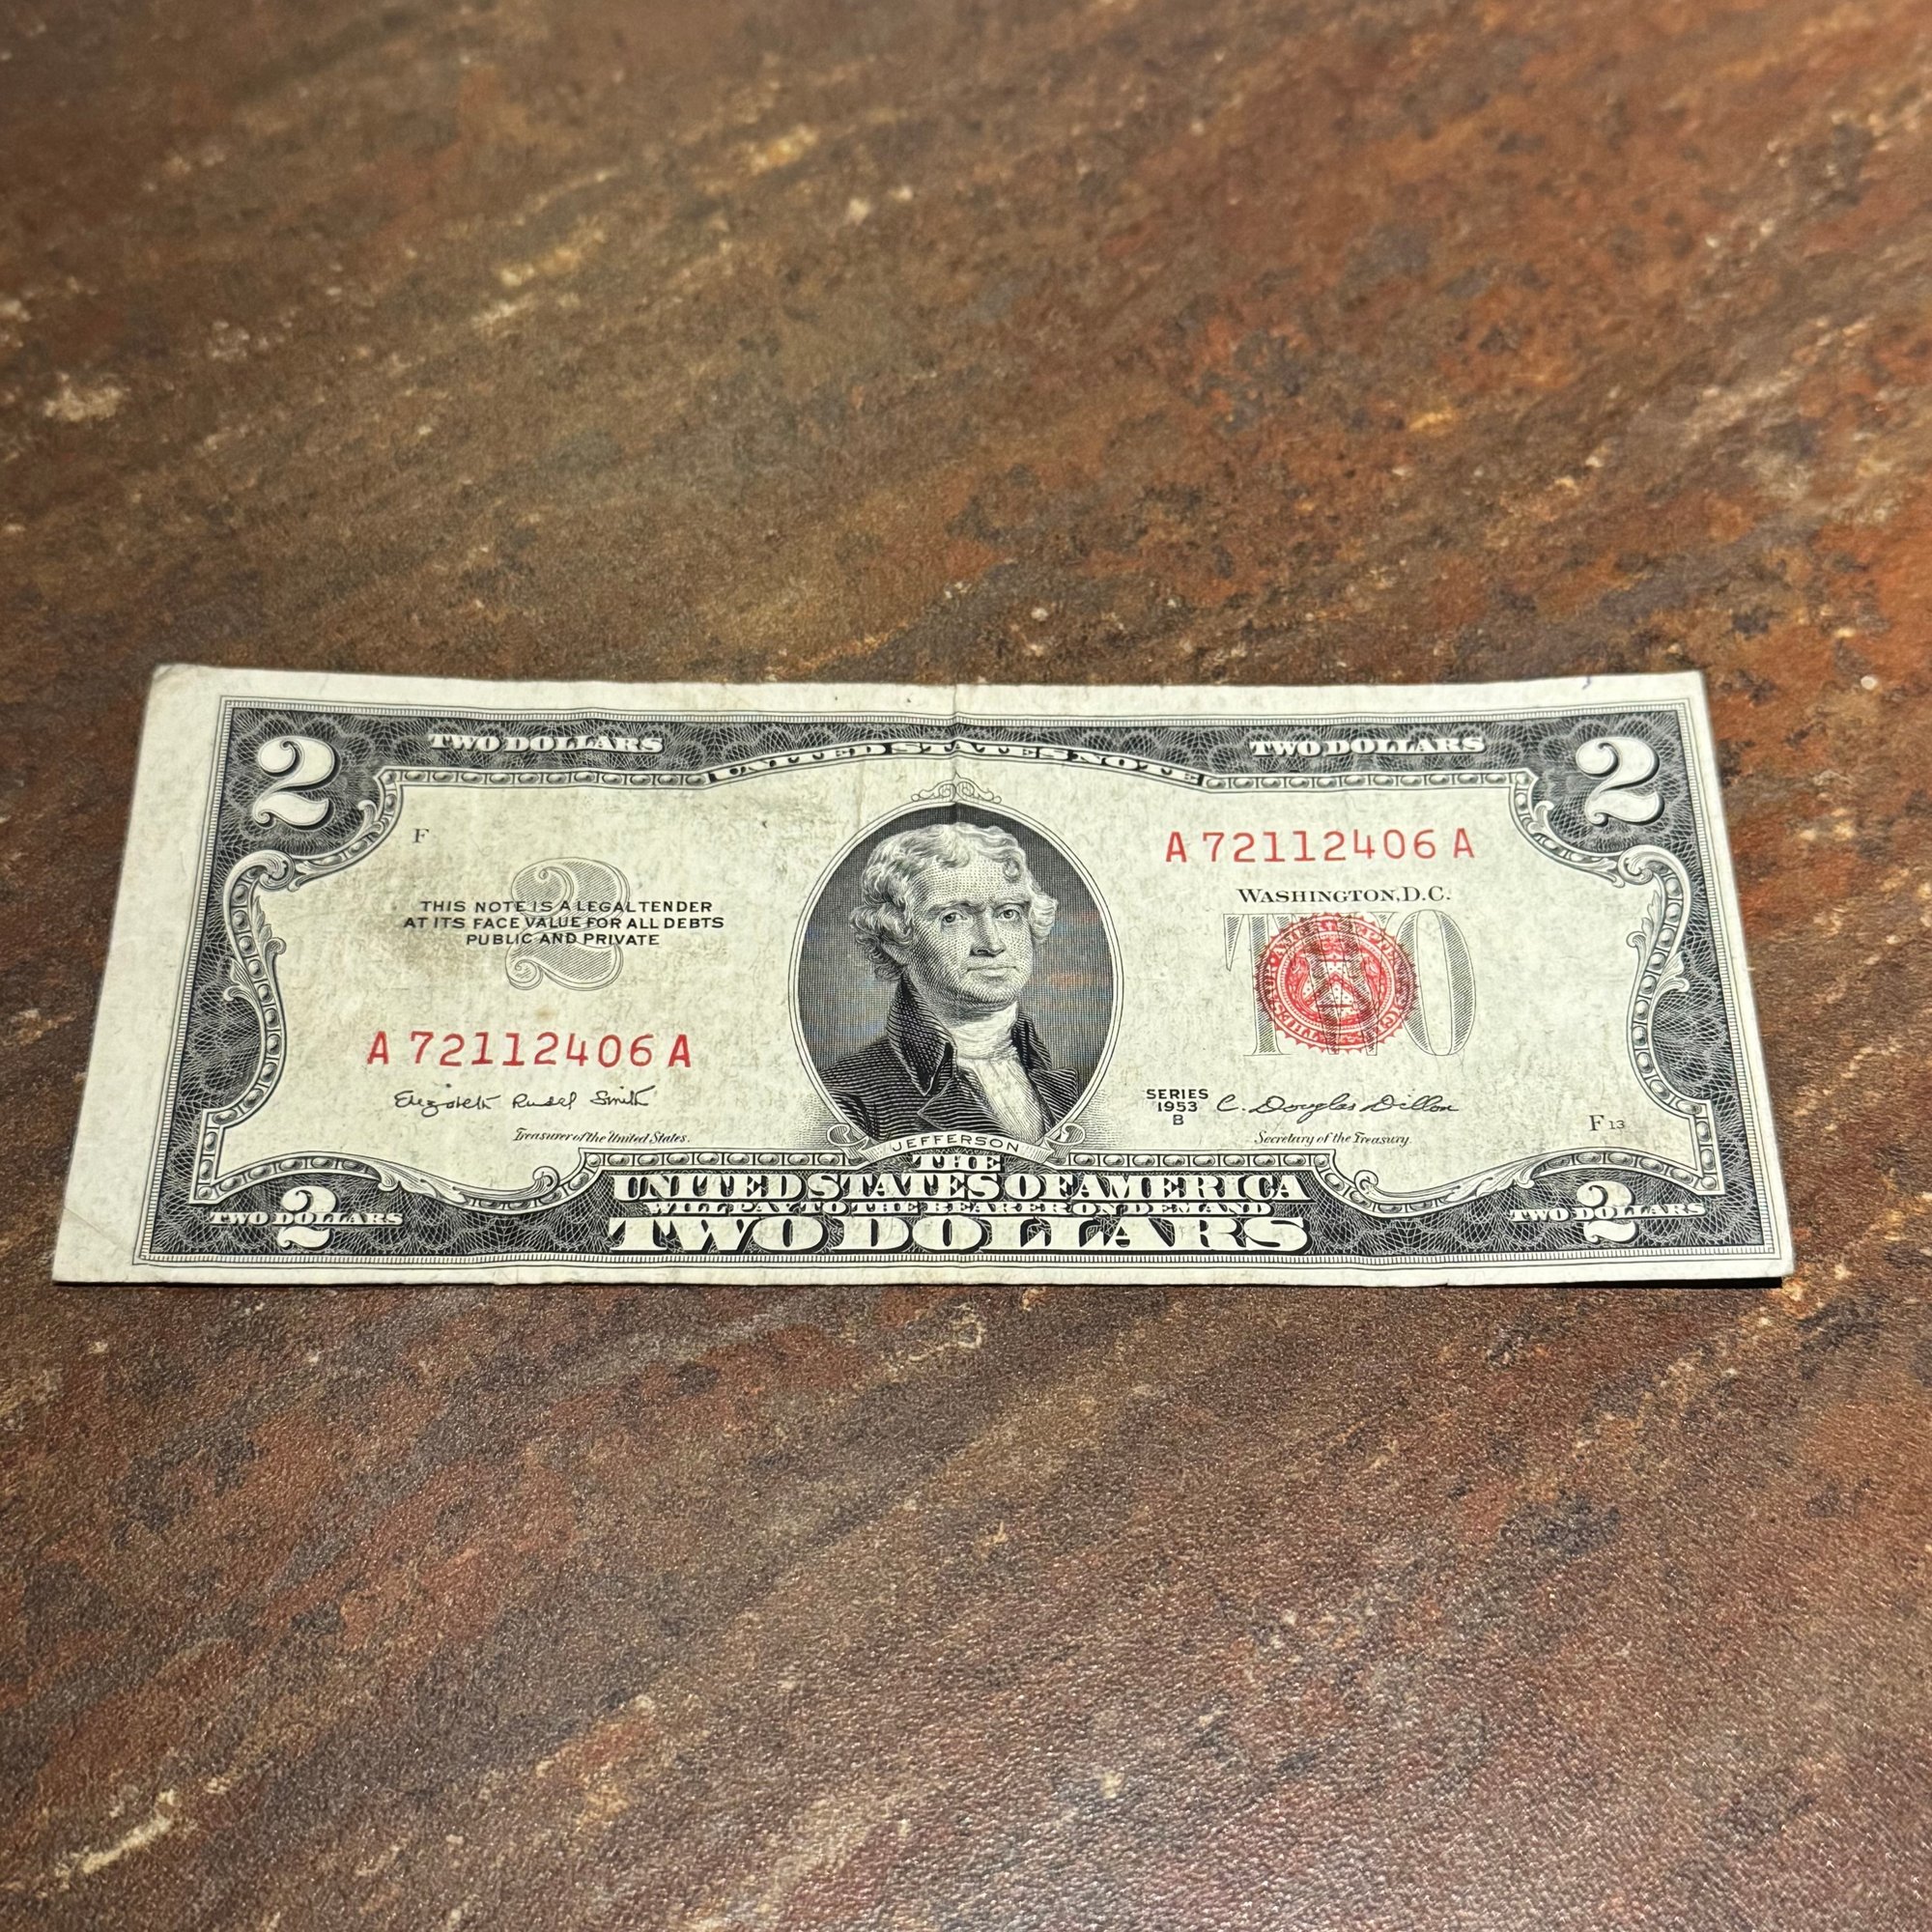 2 TWO DOLLARS UNITED STATES NOTE TWO DOLLARS 2
F
A 72112406 A
WASHINGTON, D.C.
2
THIS NOTE IS A LEGAL TENDER
AT ITS FACE VALUE FOR ALL DEBTS
PUBLIC AND PRIVATE
TWO
A 72112406 A
Elizabeth Rudel Smith
Treasurer of the United States.
SERIES
1953
B
C. Douglas Dillon
Secretary of the Treasury.
F 13
JEFFERSON
THE
UNITED STATES OF AMERICA
WILL PAY TO THE BEARER ON DEMAND
TWO DOLLARS
2
TWO DOLLARS
2
TWO DOLLARS